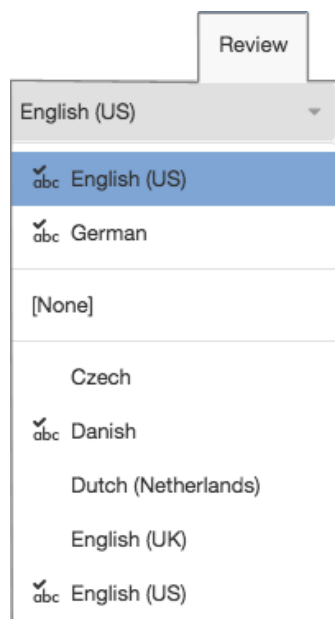 Review
English (US)
abc English (US)
abc German
[None]
Czech
abc Danish
Dutch (Netherlands)
English (UK)
abc English (US)